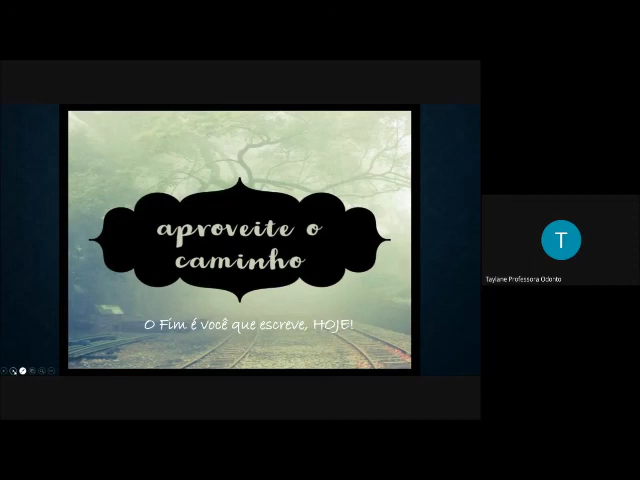 aproveite o
caminho
O Fim é você que escreve, HOJE!
T
Taylane Professora Odonto